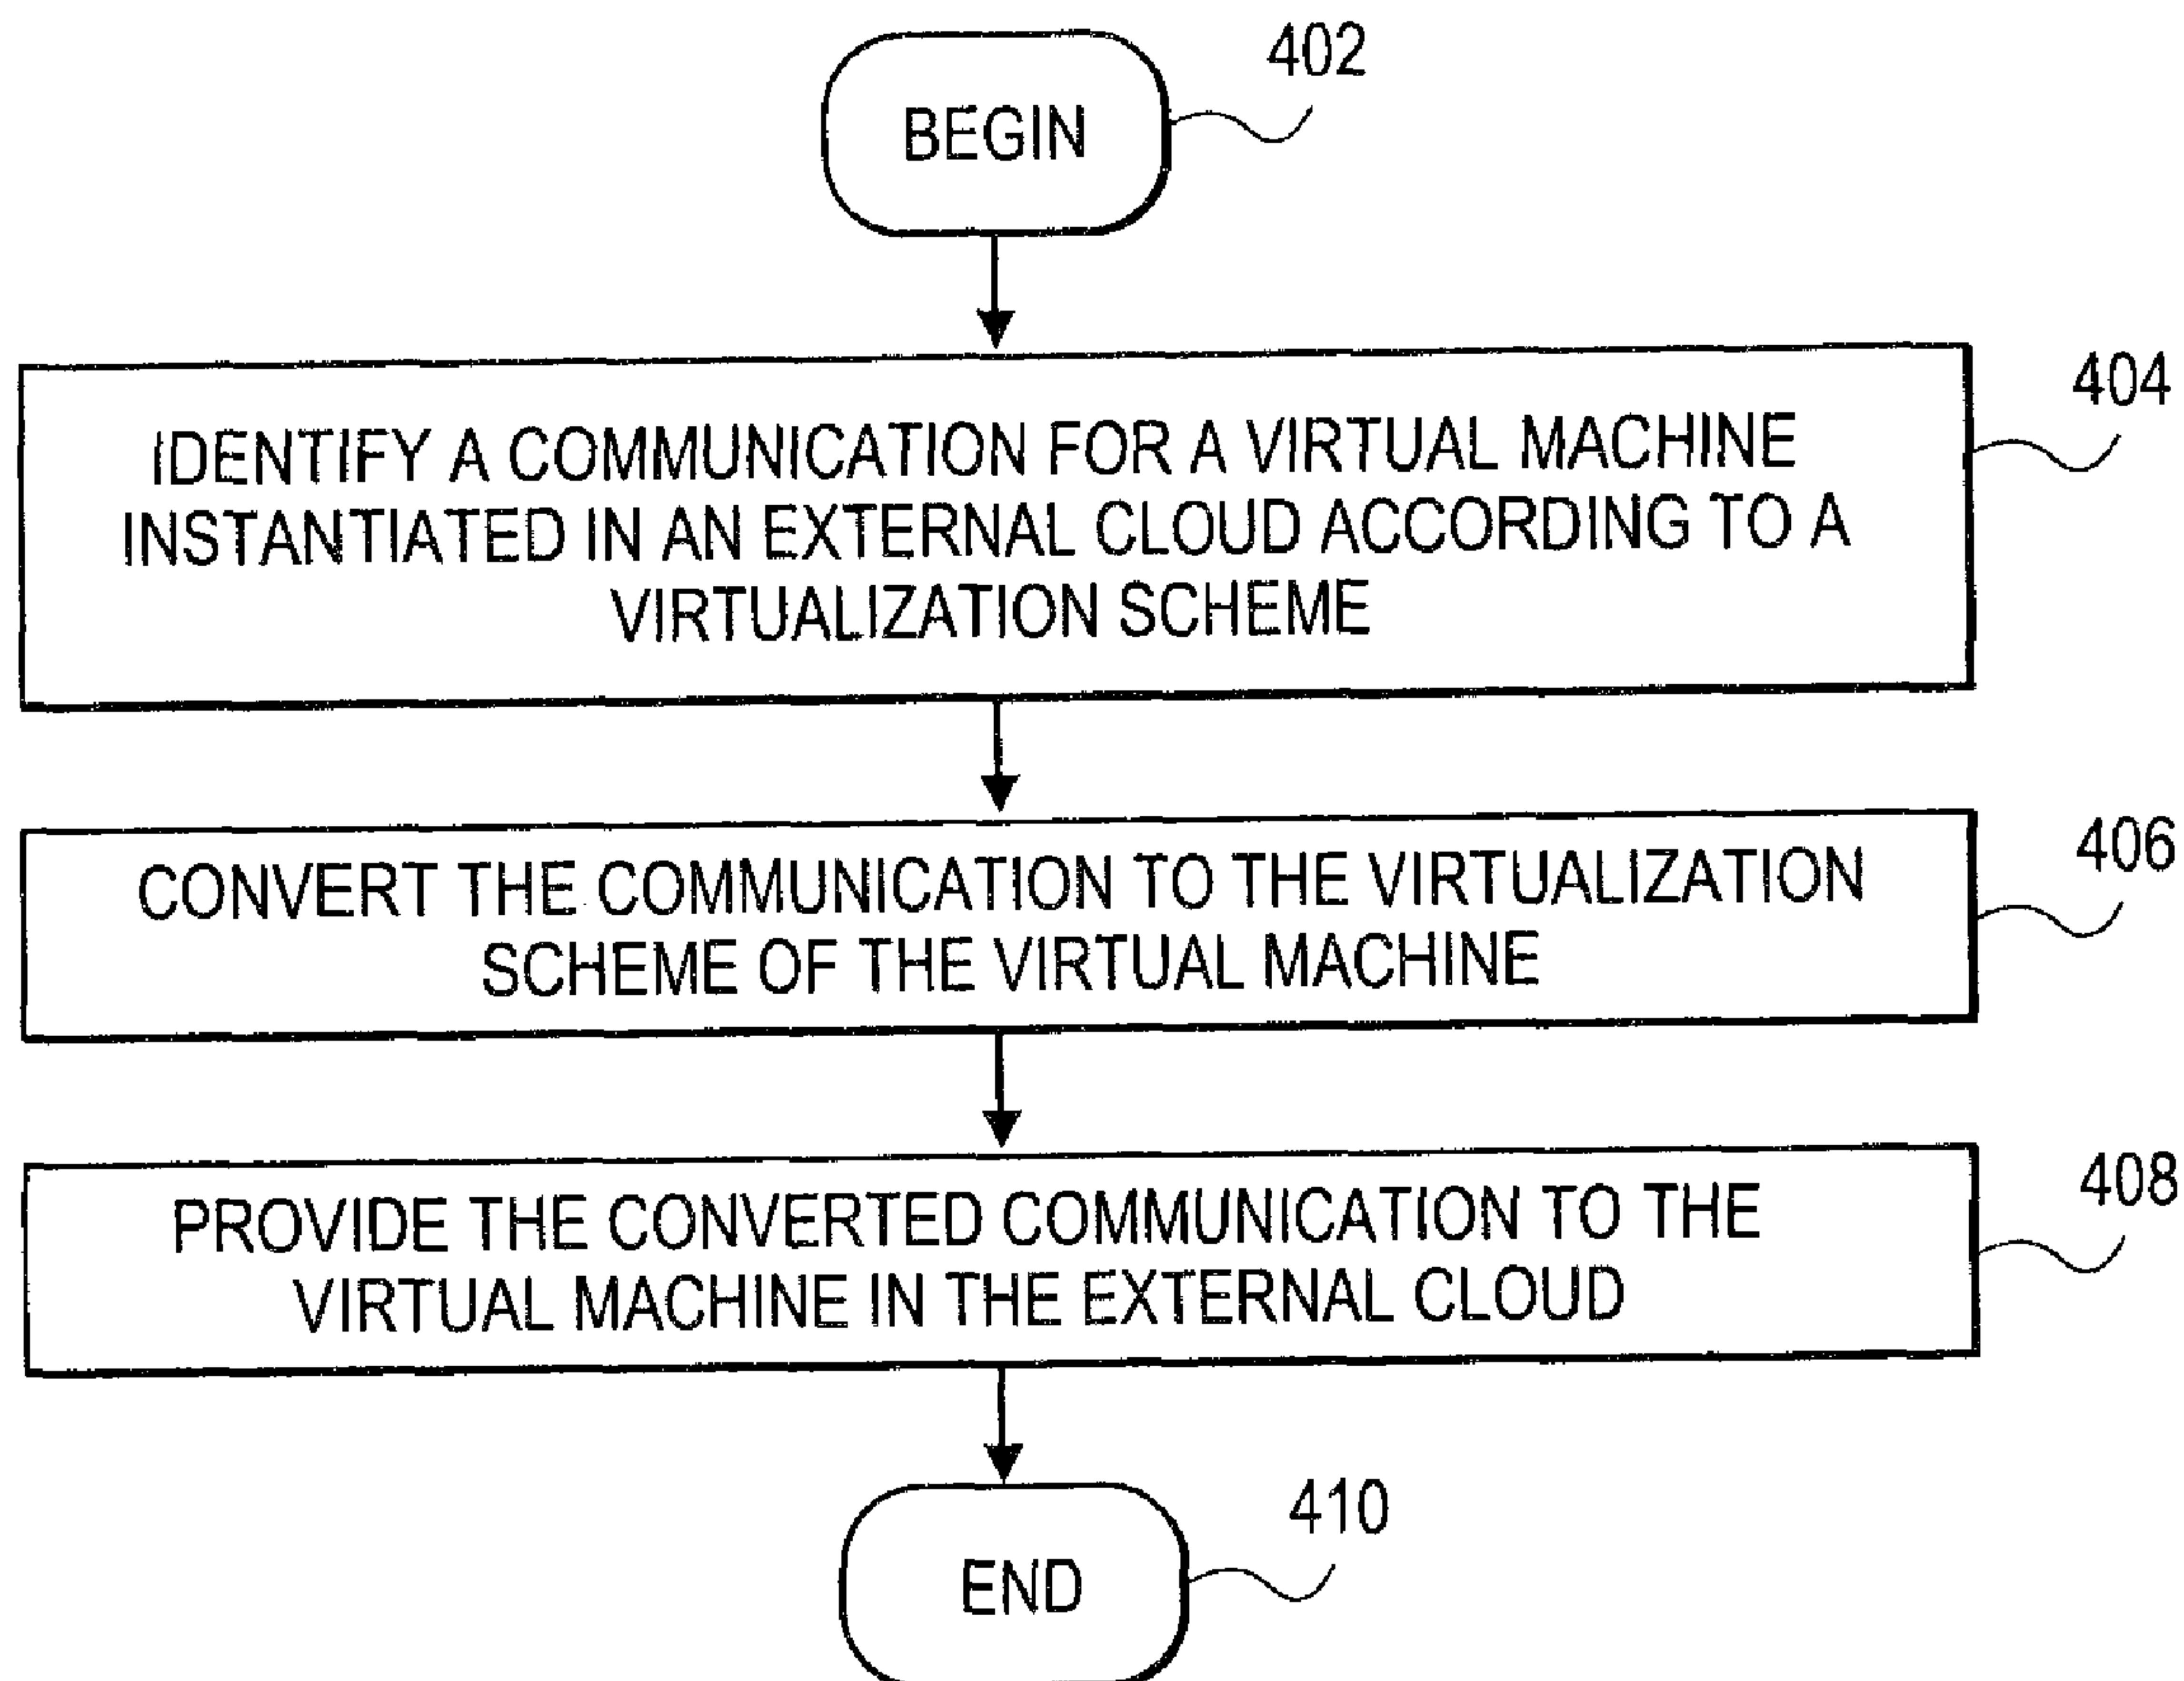 402
BEGIN
404
IDENTIFY A COMMUNICATION FOR A VIRTUAL MACHINE
INSTANTIATED IN AN EXTERNAL CLOUD ACCORDING TO A
VIRTUALIZATION SCHEME
406
CONVERT THE COMMUNICATION TO THE VIRTUALIZATION
SCHEME OF THE VIRTUAL MACHINE
408
PROVIDE THE CONVERTED COMMUNICATION TO THE
VIRTUAL MACHINE IN THE EXTERNAL CLOUD
410
END